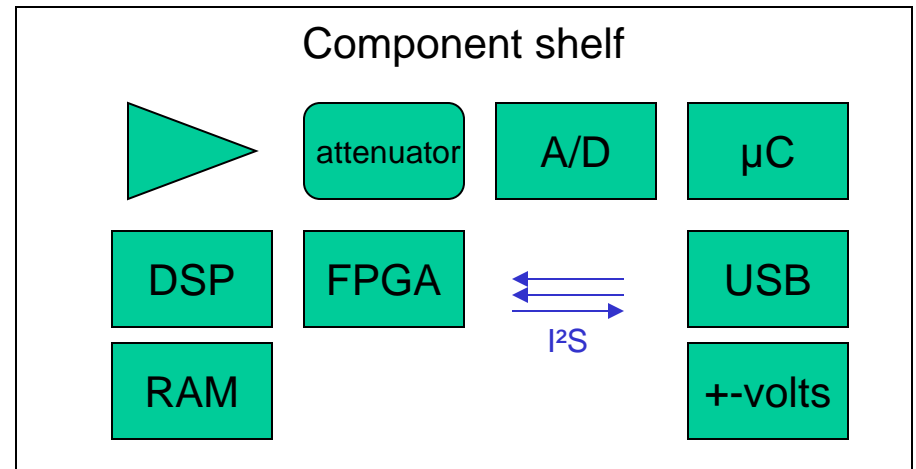 Component shelf
attenuator
A/D
µC
DSP
FPGA
I²S
USB
RAM
+-volts